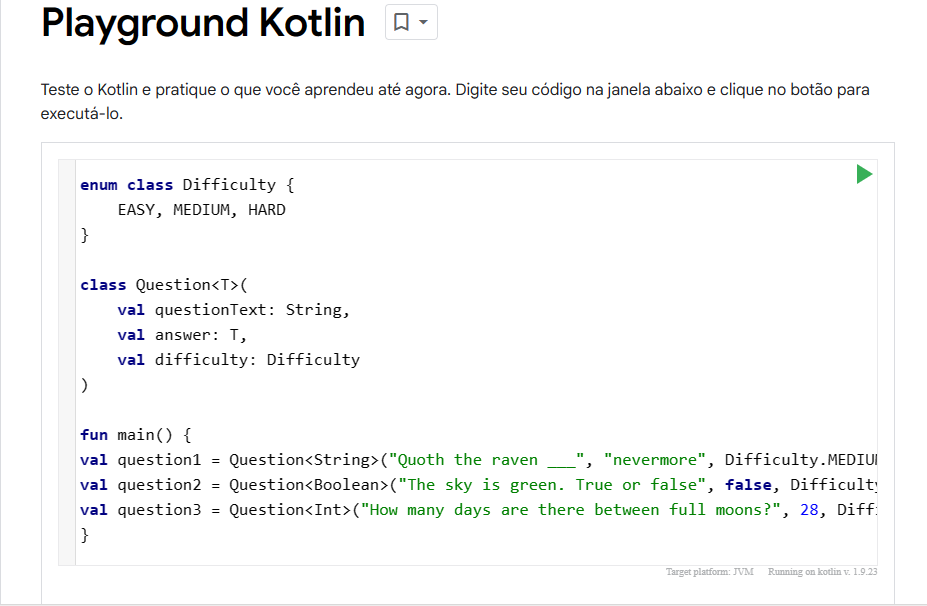 Playground Kotlin
Teste o Kotlin e pratique o que você aprendeu até agora. Digite seu código na janela abaixo e clique no botão para
executá-lo.
enum class Difficulty {
    EASY, MEDIUM, HARD
}
class Question<T>(
    val questionText: String,
    val answer: T,
    val difficulty: Difficulty
)
fun main() {
val question1 = Question<String>("Quoth the raven ___", "nevermore", Difficulty.MEDIU
val question2 = Question<Boolean>("The sky is green. True or false", false, Difficulty
val question3 = Question<Int>("How many days are there between full moons?", 28, Diff
}
Target platform: JVM Running on kotlin v. 1.9.23